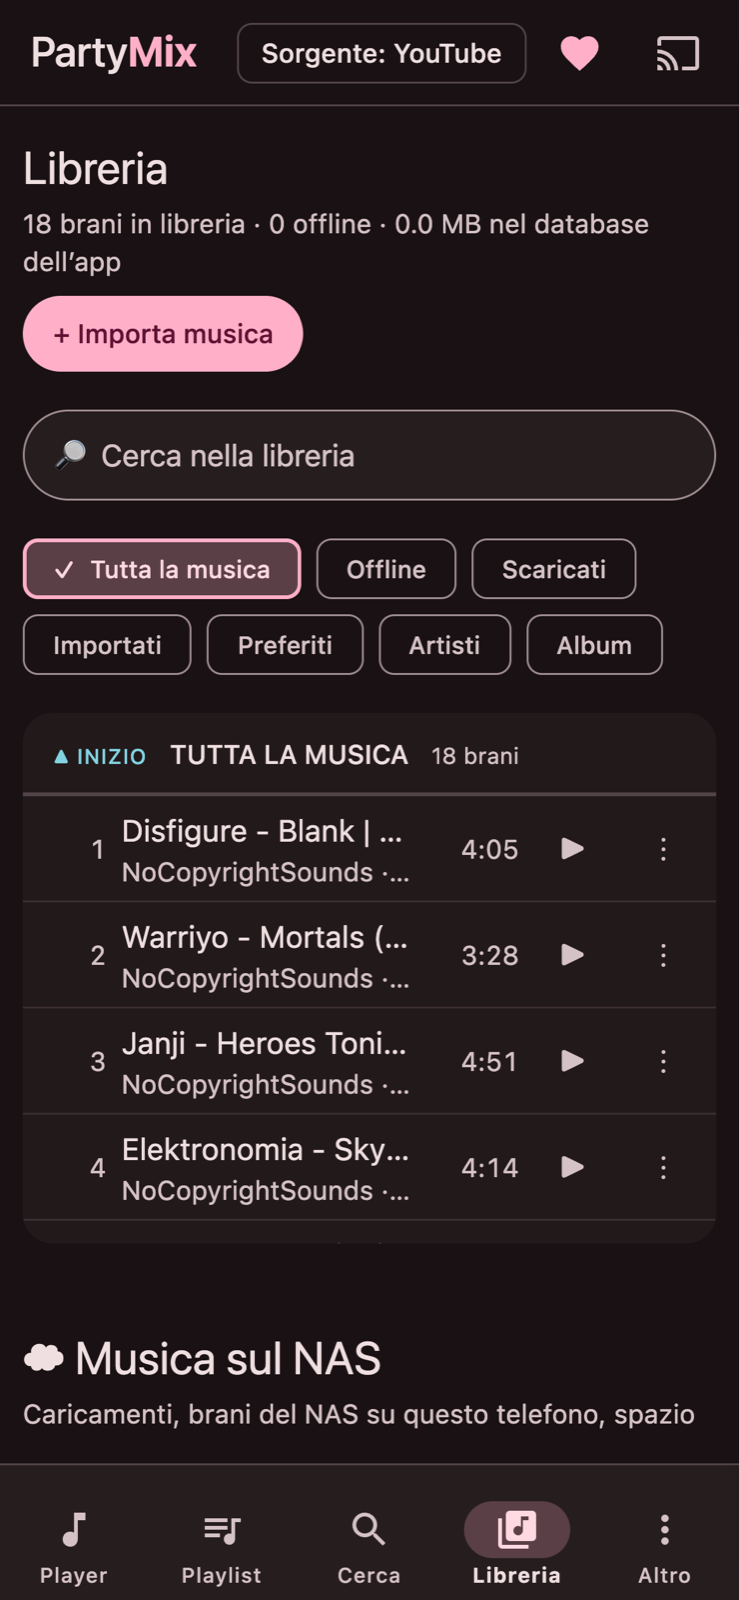 PartyMix
Sorgente: YouTube
Libreria
18 brani in libreria · 0 offline · 0.0 MB nel database
dell’app
+ Importa musica
🔎 Cerca nella libreria
✓ Tutta la musica
Offline
Scaricati
Importati
Preferiti
Artisti
Album
▲ INIZIO TUTTA LA MUSICA 18 brani
1 Disfigure - Blank | ... 4:05
NoCopyrightSounds ·...
2 Warriyo - Mortals (... 3:28
NoCopyrightSounds ·...
3 Janji - Heroes Toni... 4:51
NoCopyrightSounds ·...
4 Elektronomia - Sky... 4:14
NoCopyrightSounds ·...
Musica sul NAS
Caricamenti, brani del NAS su questo telefono, spazio
Player
Playlist
Cerca
Libreria
Altro